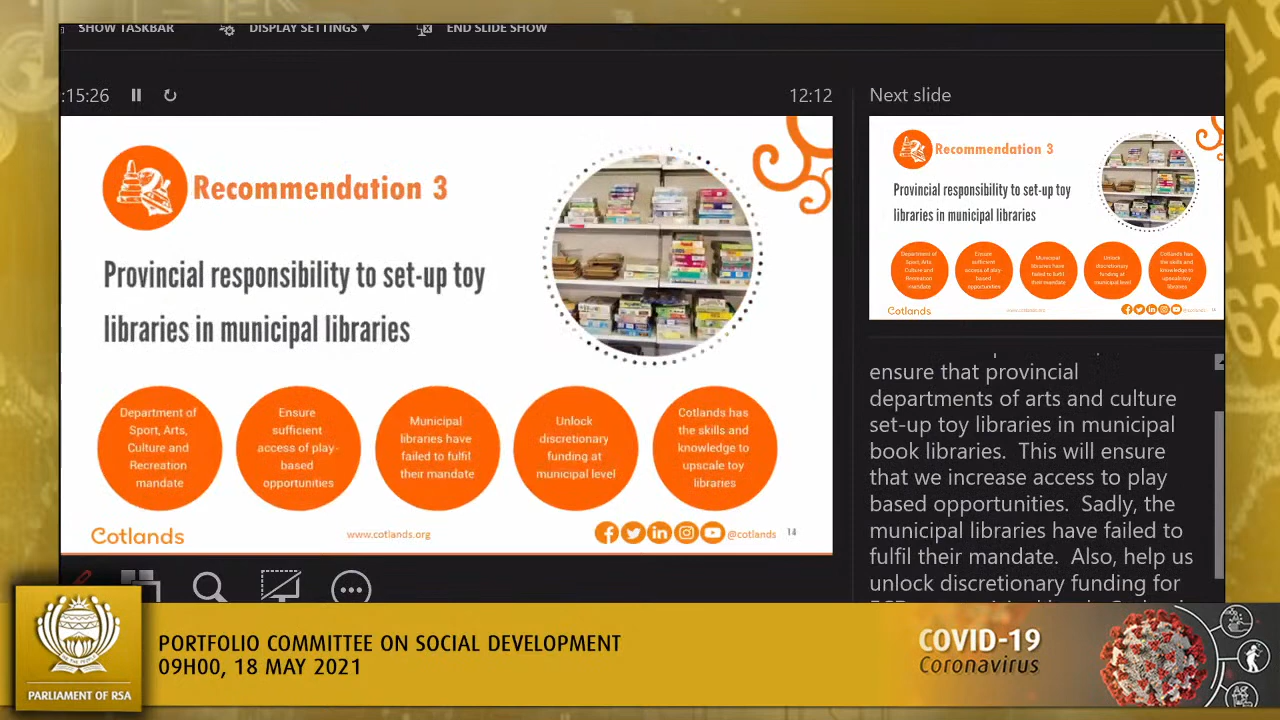 SHOW TASKBAR
DISPLAY SETTINGS
END SLIDE SHOW
:15:26
12:12
Next slide
Recommendation 3
Provincial responsibility to set-up toy
libraries in municipal libraries
Department of
Sport, Arts,
Culture and
Recreation
mandate
Ensure
sufficient
access of play-
based
opportunities
Municipal
libraries have
failed to fulfil
their mandate
Unlock
discretionary
funding at
municipal level
Cotlands has
the skills and
knowledge to
upscale toy
libraries
Cotlands
www.cotlands.org
@cotlands
14
Recommendation 3
Provincial responsibility to set-up toy
libraries in municipal libraries
Department of
Sport, Arts,
Culture and
Recreation
mandate
Ensure
sufficient
access of play-
based
opportunities
Municipal
libraries have
failed to fulfil
their mandate
Unlock
discretionary
funding at
municipal level
Cotlands has
the skills and
knowledge to
upscale toy
libraries
Cotlands
www.cotlands.org
@cotlands
14
ensure that provincial
departments of arts and culture
set-up toy libraries in municipal
book libraries. This will ensure
that we increase access to play
based opportunities. Sadly, the
municipal libraries have failed to
fulfil their mandate. Also, help us
unlock discretionary funding for
PARLIAMENT OF RSA
PORTFOLIO COMMITTEE ON SOCIAL DEVELOPMENT
09H00, 18 MAY 2021
COVID-19
Coronavirus